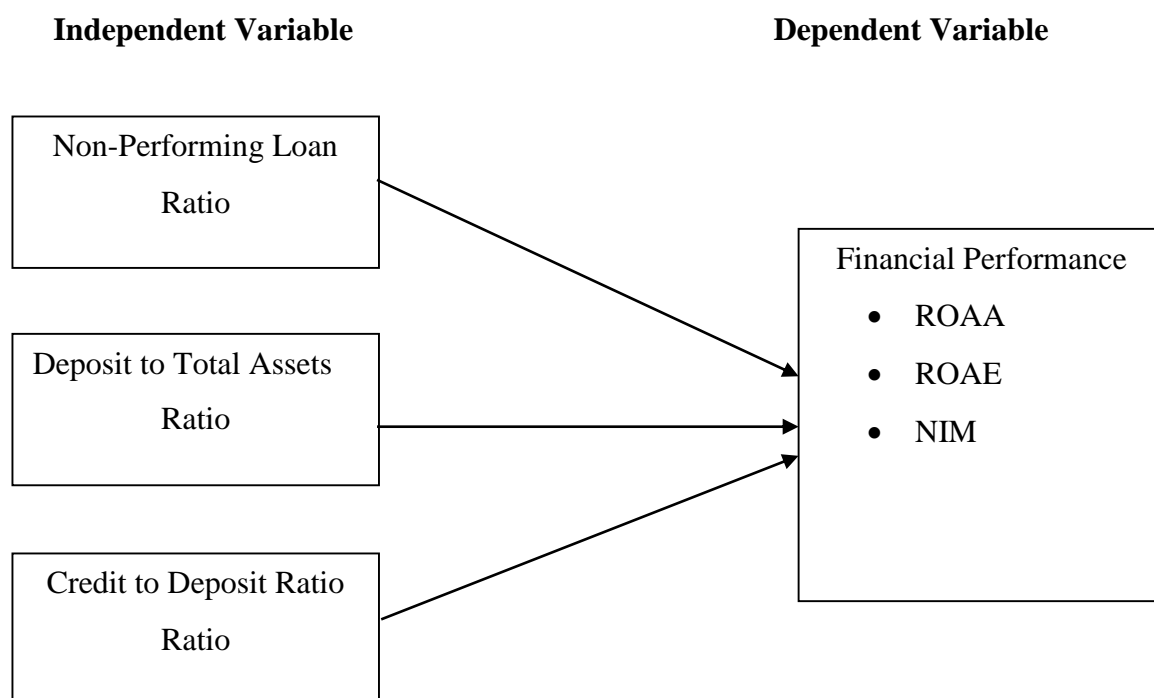 Independent Variable
Dependent Variable
Non-Performing Loan
Ratio
Deposit to Total Assets
Ratio
Credit to Deposit Ratio
Ratio
Financial Performance
• ROAA
• ROAE
• NIM